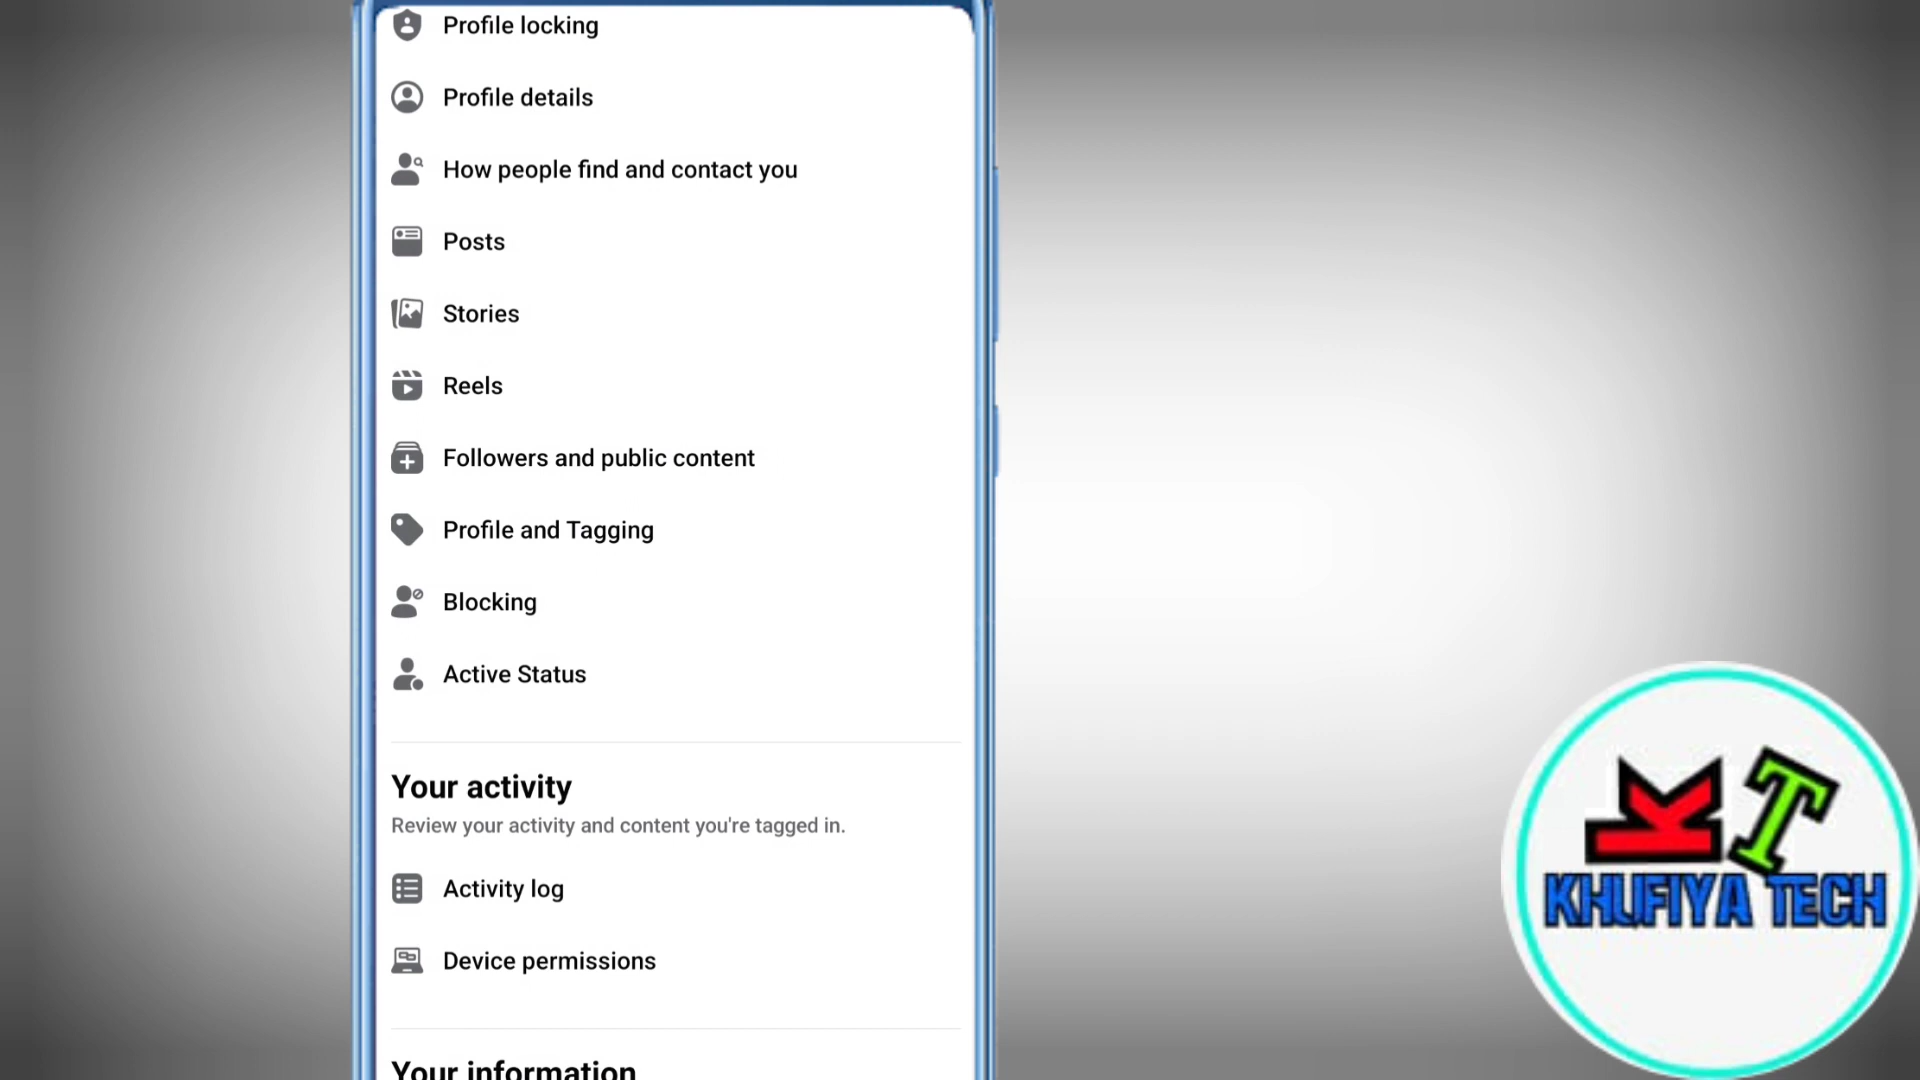 Profile locking
Profile details
How people find and contact you
Posts
Stories
Reels
Followers and public content
Profile and Tagging
Blocking
Active Status
Your activity
Review your activity and content you're tagged in.
Activity log
Device permissions
Your information
KT
KHUFIYA TECH